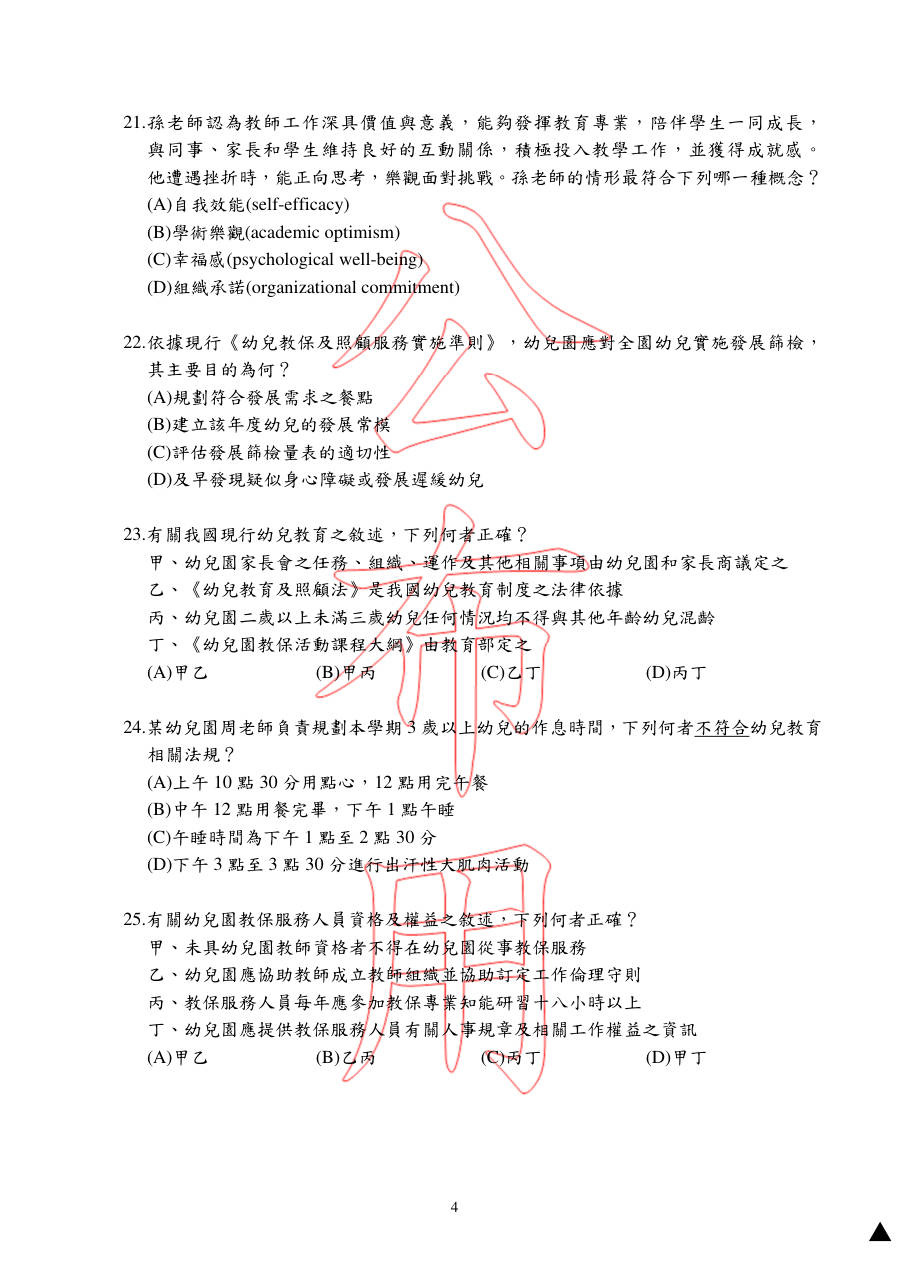 21.孫老師認為教師工作深具價值與意義，能夠發揮教育專業，陪伴學生一同成長，
與同事、家長和學生維持良好的互動關係，積極投入教學工作，並獲得成就感。
他遭遇挫折時，能正向思考，樂觀面對挑戰。孫老師的情形最符合下列哪一種概念？
(A)自我效能(self-efficacy)
(B)學術樂觀(academic optimism)
(C)幸福感(psychological well-being)
(D)組織承諾(organizational commitment)
22.依據現行《幼兒教保及照顧服務實施準則》，幼兒園應對全園幼兒實施發展篩檢，
其主要目的為何？
(A)規劃符合發展需求之餐點
(B)建立該年度幼兒的發展常模
(C)評估發展篩檢量表的適切性
(D)及早發現疑似身心障礙或發展遲緩幼兒
23.有關我國現行幼兒教育之敘述，下列何者正確？
甲、幼兒園家長會之任務、組織、運作及其他相關事項由幼兒園和家長商議定之
乙、《幼兒教育及照顧法》是我國幼兒教育制度之法律依據
丙、幼兒園二歲以上未滿三歲幼兒任何情況均不得與其他年齡幼兒混齡
丁、《幼兒園教保活動課程大綱》由教育部定之
(A)甲乙 (B)甲丙 (C)乙丁 (D)丙丁
24.某幼兒園周老師負責規劃本學期 3 歲以上幼兒的作息時間，下列何者不符合幼兒教育
相關法規？
(A)上午 10 點 30 分用點心，12 點用完午餐
(B)中午 12 點用餐完畢，下午 1 點午睡
(C)午睡時間為下午 1 點至 2 點 30 分
(D)下午 3 點至 3 點 30 分進行出汗性大肌肉活動
25.有關幼兒園教保服務人員資格及權益之敘述，下列何者正確？
甲、未具幼兒園教師資格者不得在幼兒園從事教保服務
乙、幼兒園應協助教師成立教師組織並協助訂定工作倫理守則
丙、教保服務人員每年應參加教保專業知能研習十八小時以上
丁、幼兒園應提供教保服務人員有關人事規章及相關工作權益之資訊
(A)甲乙 (B)乙丙 (C)丙丁 (D)甲丁
公布用
4